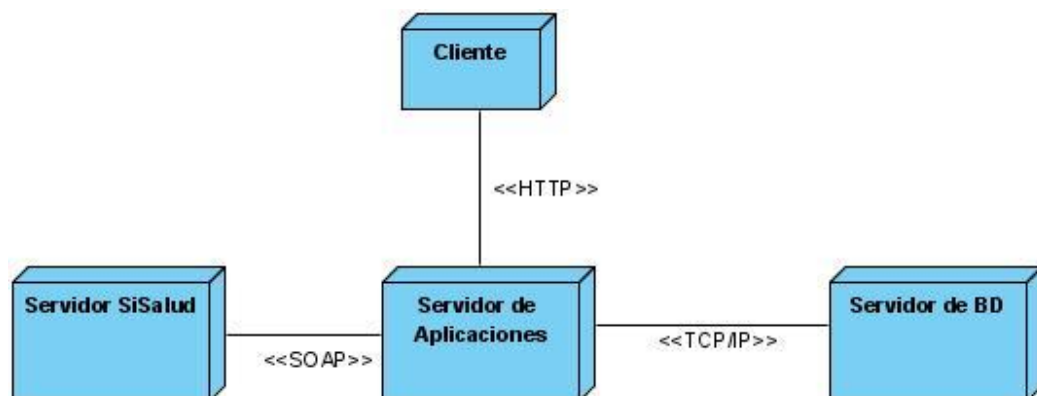 Cliente
<<HTTP>>
Servidor SiSalud
Servidor de
Aplicaciones
Servidor de BD
<<SOAP>>
<<TCP/IP>>